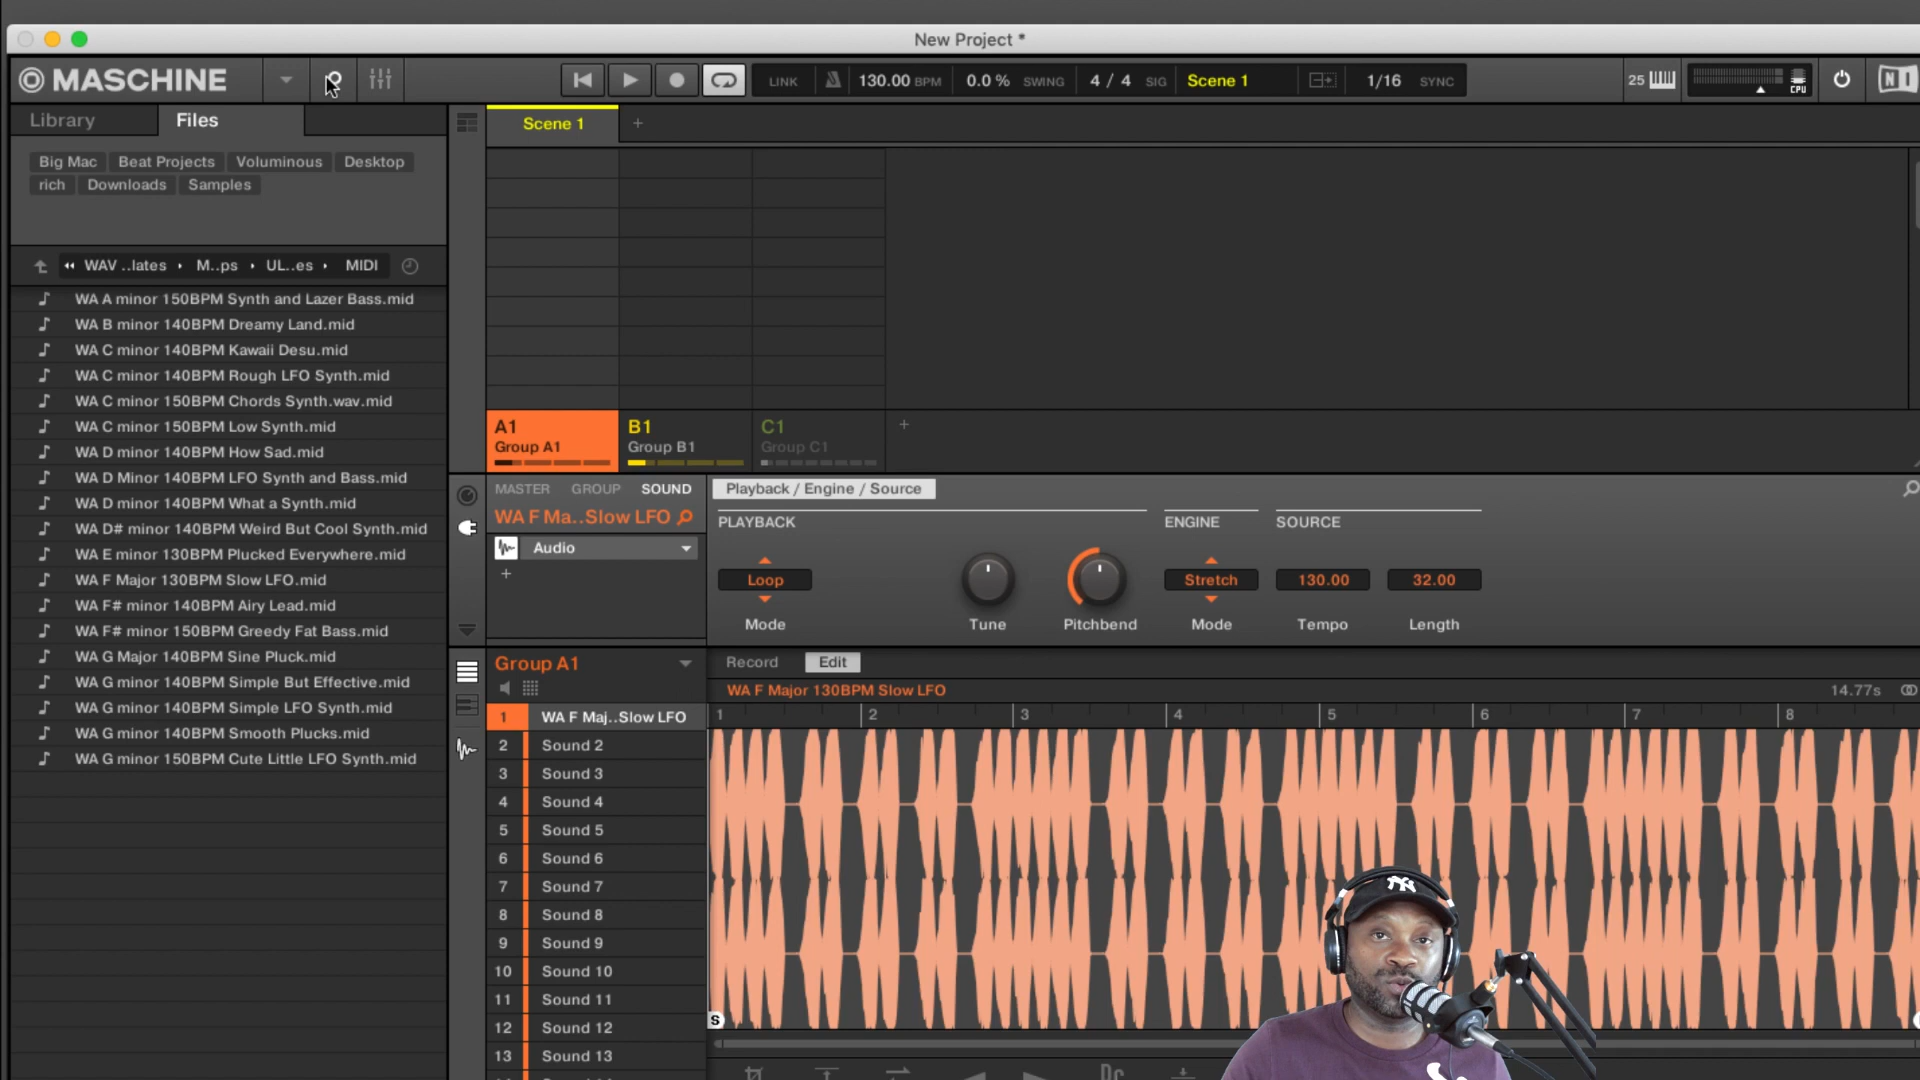 New Project *
MASCHINE
LINK 130.00 BPM 0.0 % SWING 4 / 4 SIG Scene 1 1/16 SYNC 25 CPU NI
Library Files
Big Mac Beat Projects Voluminous Desktop
rich Downloads Samples
WAV ..lates M..ps UL..es MIDI
WA A minor 150BPM Synth and Lazer Bass.mid
WA B minor 140BPM Dreamy Land.mid
WA C minor 140BPM Kawaii Desu.mid
WA C minor 140BPM Rough LFO Synth.mid
WA C minor 150BPM Chords Synth.wav.mid
WA C minor 150BPM Low Synth.mid
WA D minor 140BPM How Sad.mid
WA D Minor 140BPM LFO Synth and Bass.mid
WA D minor 140BPM What a Synth.mid
WA D# minor 140BPM Weird But Cool Synth.mid
WA E minor 130BPM Plucked Everywhere.mid
WA F Major 130BPM Slow LFO.mid
WA F# minor 140BPM Airy Lead.mid
WA F# minor 150BPM Greedy Fat Bass.mid
WA G Major 140BPM Sine Pluck.mid
WA G minor 140BPM Simple But Effective.mid
WA G minor 140BPM Simple LFO Synth.mid
WA G minor 140BPM Smooth Plucks.mid
WA G minor 150BPM Cute Little LFO Synth.mid
Scene 1 +
A1 B1 C1 +
Group A1 Group B1 Group C1
MASTER GROUP SOUND
WA F Ma..Slow LFO
Audio
+
Playback / Engine / Source
PLAYBACK ENGINE SOURCE
Loop Stretch 130.00 32.00
Mode Tune Pitchbend Mode Tempo Length
Group A1
1 WA F Maj..Slow LFO
2 Sound 2
3 Sound 3
4 Sound 4
5 Sound 5
6 Sound 6
7 Sound 7
8 Sound 8
9 Sound 9
10 Sound 10
11 Sound 11
12 Sound 12
13 Sound 13
Record Edit
WA F Major 130BPM Slow LFO 14.77s
1 2 3 4 5 6 7 8
S
NY